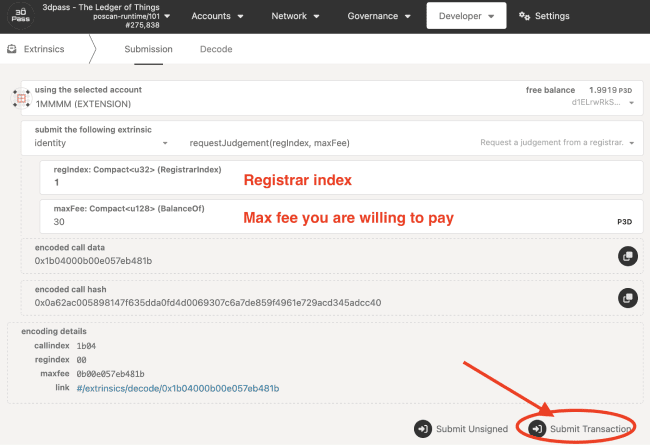 3D
Pass
3dpass - The Ledger of Things
poscan-runtime/101
#275,838
Accounts
Network
Governance
Developer
Settings
Extrinsics
Submission
Decode
using the selected account
free balance 1.9919 P3D
1MMMM (EXTENSION)
d1ELrwRkS...
submit the following extrinsic
identity
requestJudgement(regIndex, maxFee)
Request a judgement from a registrar.
regIndex: Compact<u32> (RegistrarIndex)
1
Registrar index
maxFee: Compact<u128> (BalanceOf)
30
Max fee you are willing to pay
P3D
encoded call data
0x1b04000b00e057eb481b
encoded call hash
0x0a62ac005898147f635dda0fd4d0069307c6a7de859f4961e729acd345adcc40
encoding details
callindex 1b04
regindex 00
maxfee 0b00e057eb481b
link #/extrinsics/decode/0x1b04000b00e057eb481b
Submit Unsigned
Submit Transaction